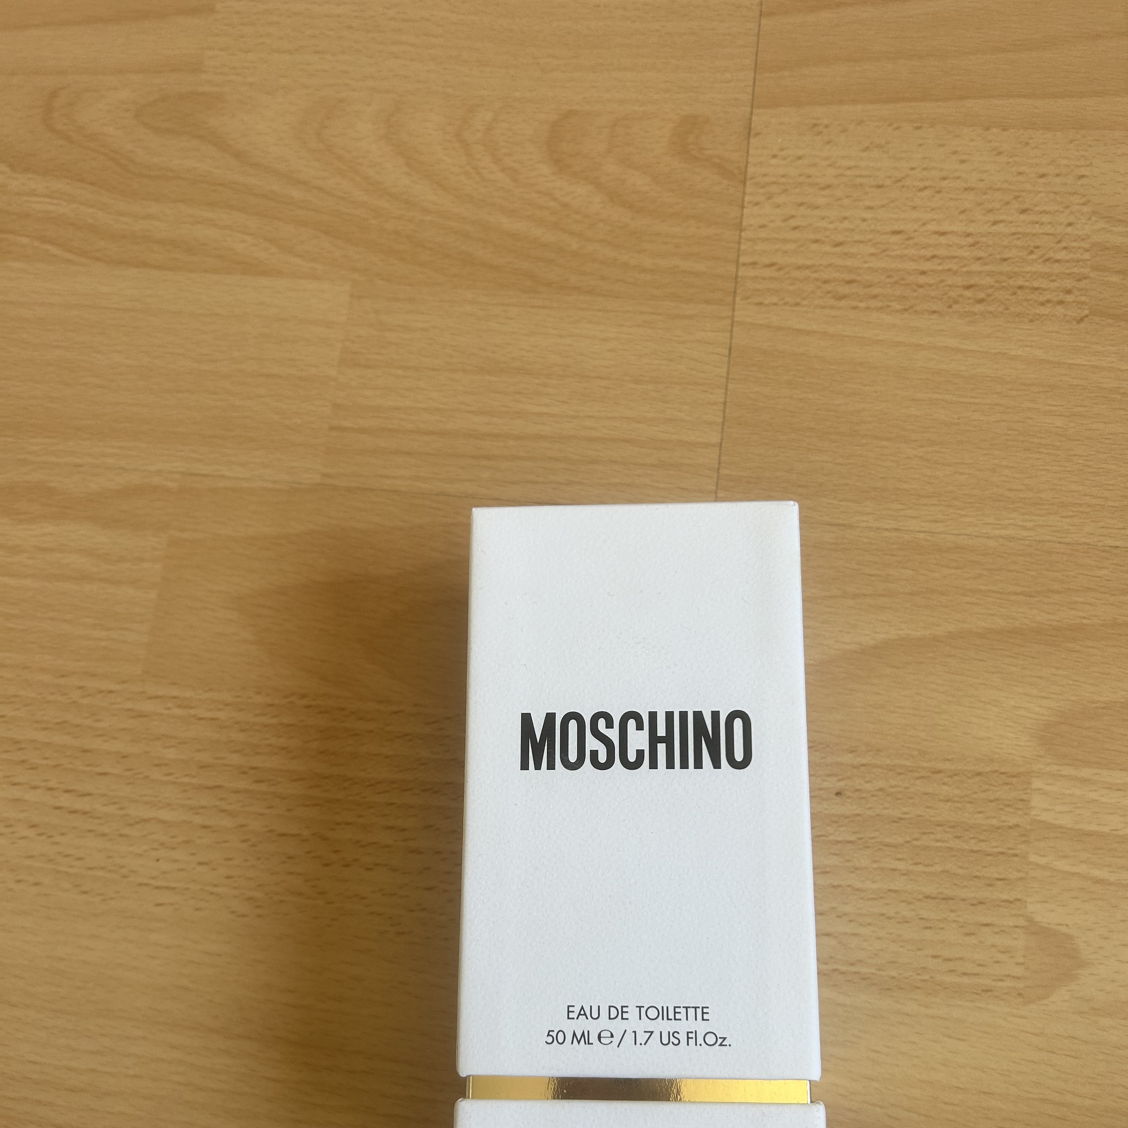 MOSCHINO
EAU DE TOILETTE
50 ML ℮ / 1.7 US Fl.Oz.